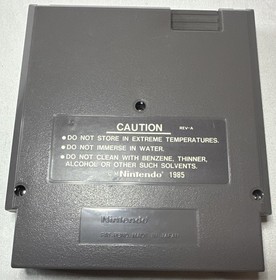 CAUTION REV-A
●DO NOT STORE IN EXTREME TEMPERATURES.
●DO NOT IMMERSE IN WATER.
●DO NOT CLEAN WITH BENZENE, THINNER,
ALCOHOL OR OTHER SUCH SOLVENTS.
©Nintendo® 1985
Nintendo